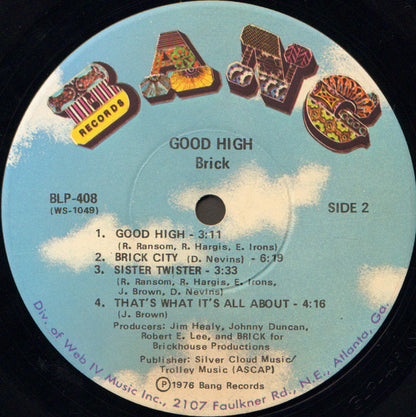 BANG
RECORDS
GOOD HIGH
Brick
BLP-408
(WS-1049)
SIDE 2
1. GOOD HIGH - 3:11
(R. Ransom, R. Hargis, E. Irons)
2. BRICK CITY (D. Nevins) - 6:19
3. SISTER TWISTER - 3:33
(R. Ransom, R. Hargis, E. Irons,
J. Brown, D. Nevins)
4. THAT'S WHAT IT'S ALL ABOUT - 4:16
(J. Brown)
Producers: Jim Healy, Johnny Duncan,
Robert E. Lee, and BRICK for
Brickhouse Productions
Publisher: Silver Cloud Music/
Trolley Music (ASCAP)
Ⓟ1976 Bang Records
Div. of Web IV Music Inc., 2107 Faulkner Rd., N.E., Atlanta, Ga.